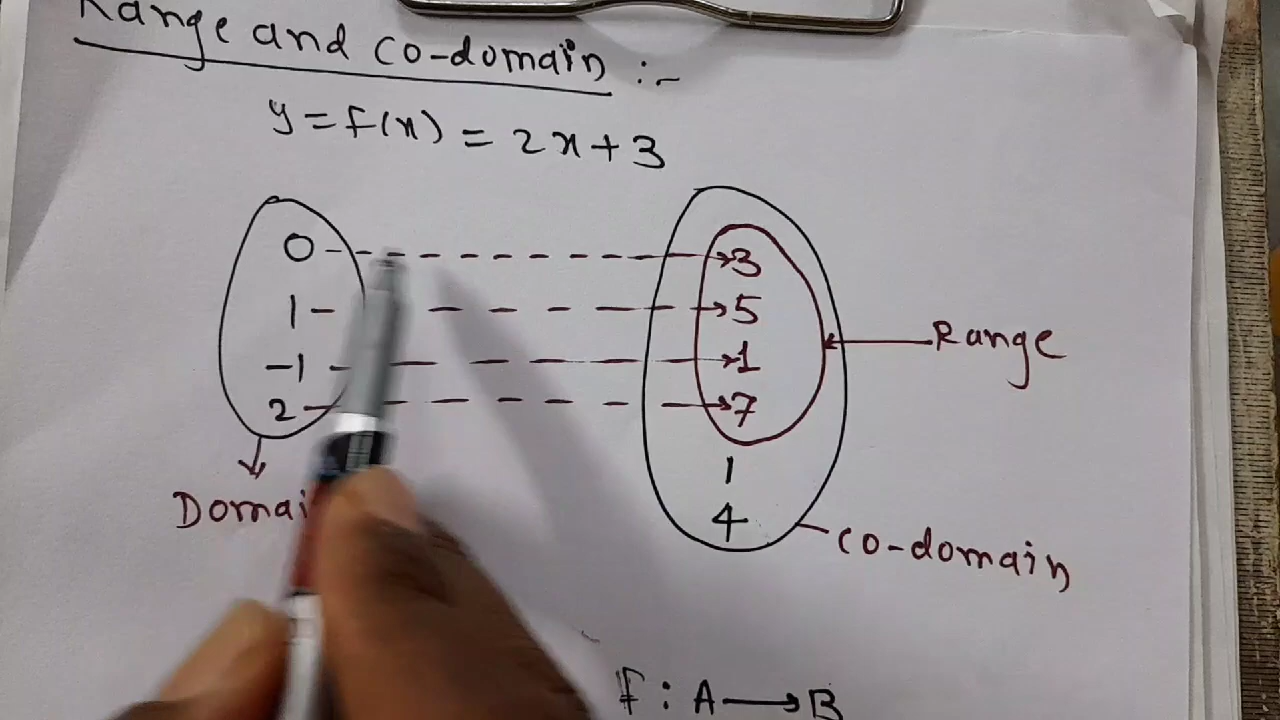 Range and co-domain :-
y = f(x) = 2x+3
0 3
1 5
-1 1
2 7
Range
1
4
Domai
co-domain
f : A → B